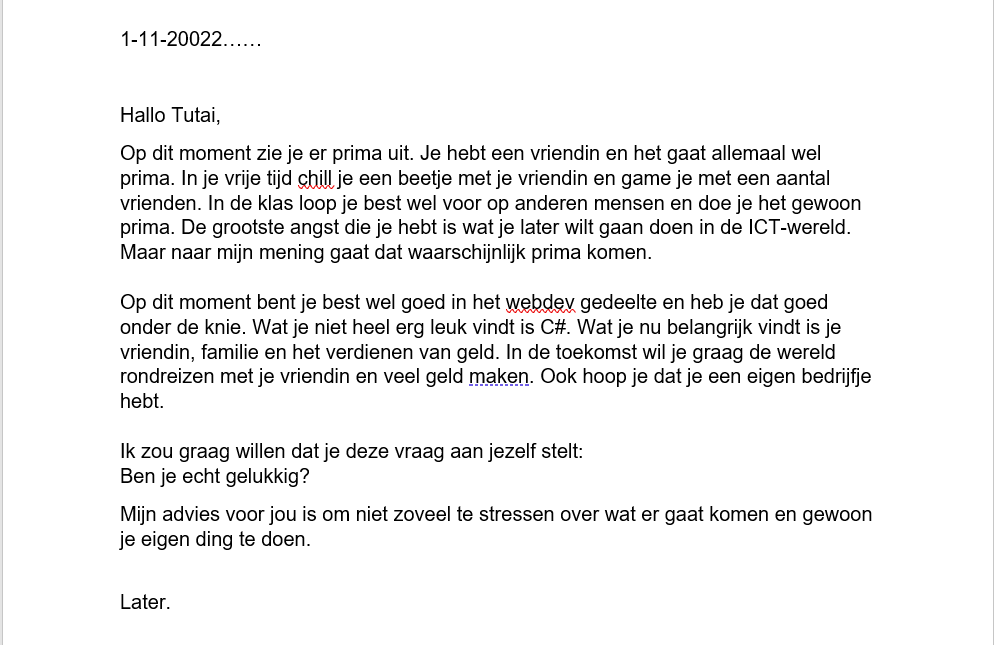 1-11-20022……
Hallo Tutai,
Op dit moment zie je er prima uit. Je hebt een vriendin en het gaat allemaal wel
prima. In je vrije tijd chill je een beetje met je vriendin en game je met een aantal
vrienden. In de klas loop je best wel voor op anderen mensen en doe je het gewoon
prima. De grootste angst die je hebt is wat je later wilt gaan doen in de ICT-wereld.
Maar naar mijn mening gaat dat waarschijnlijk prima komen.
Op dit moment bent je best wel goed in het webdev gedeelte en heb je dat goed
onder de knie. Wat je niet heel erg leuk vindt is C#. Wat je nu belangrijk vindt is je
vriendin, familie en het verdienen van geld. In de toekomst wil je graag de wereld
rondreizen met je vriendin en veel geld maken. Ook hoop je dat je een eigen bedrijfje
hebt.
Ik zou graag willen dat je deze vraag aan jezelf stelt:
Ben je echt gelukkig?
Mijn advies voor jou is om niet zoveel te stressen over wat er gaat komen en gewoon
je eigen ding te doen.
Later.